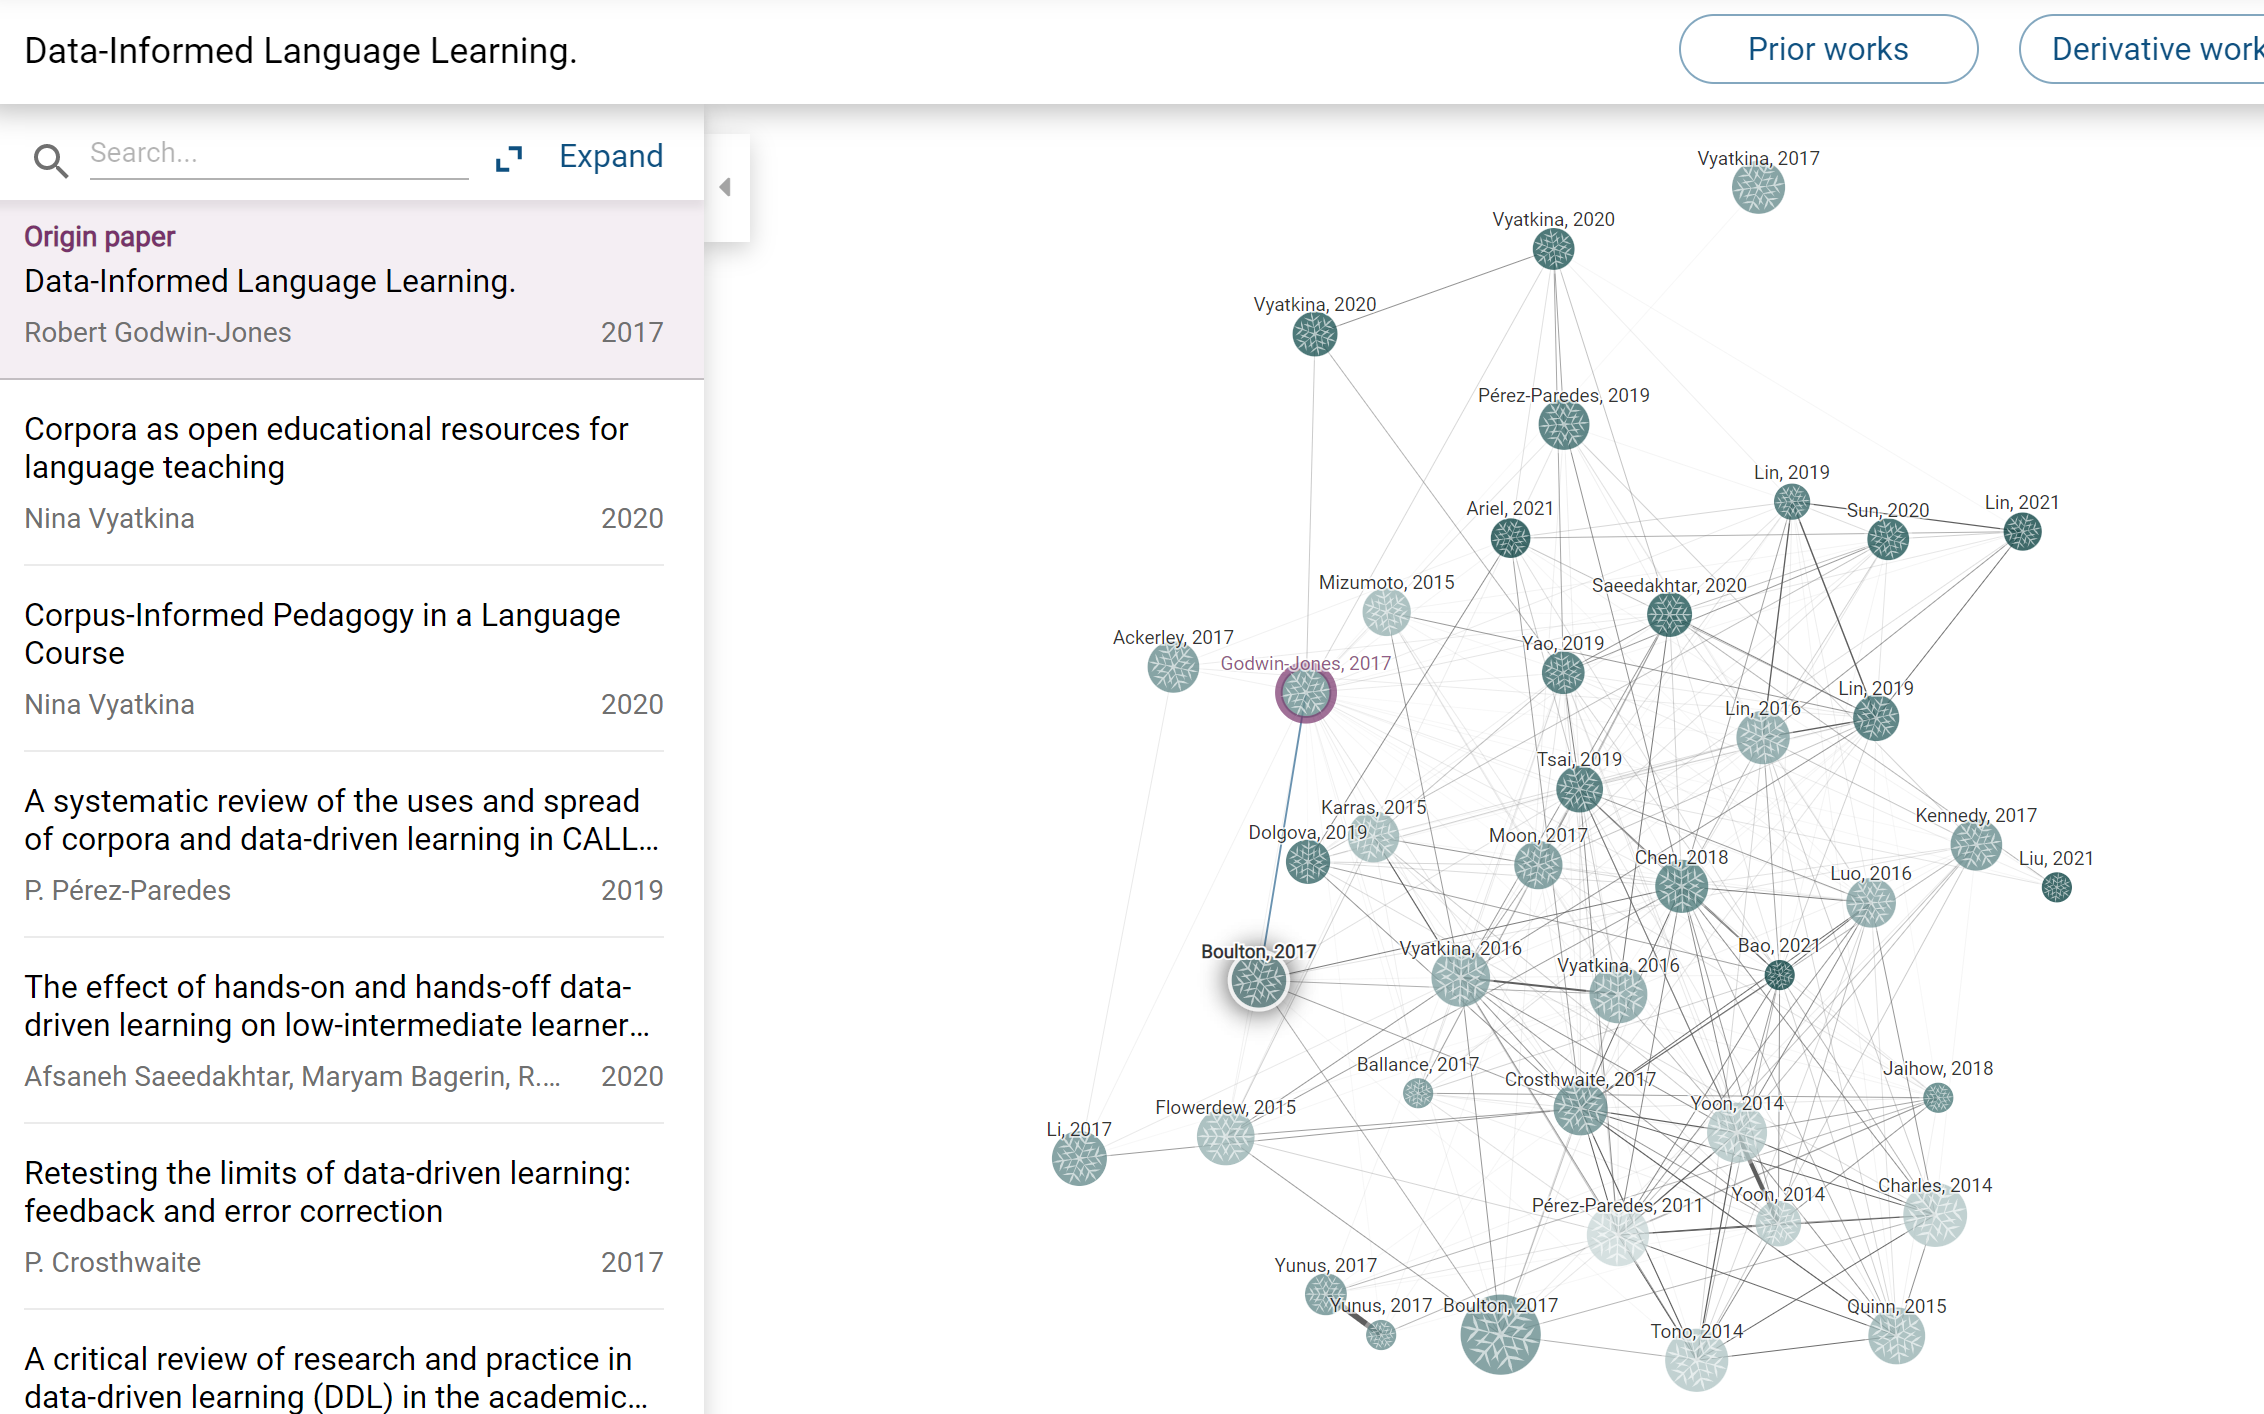 Data-Informed Language Learning.
Prior works
Derivative work
Search...
Expand
Origin paper
Data-Informed Language Learning.
Robert Godwin-Jones 2017
Corpora as open educational resources for
language teaching
Nina Vyatkina 2020
Corpus-Informed Pedagogy in a Language
Course
Nina Vyatkina 2020
A systematic review of the uses and spread
of corpora and data-driven learning in CALL...
P. Pérez-Paredes 2019
The effect of hands-on and hands-off data-
driven learning on low-intermediate learner...
Afsaneh Saeedakhtar, Maryam Bagerin, R.... 2020
Retesting the limits of data-driven learning:
feedback and error correction
P. Crosthwaite 2017
A critical review of research and practice in
data-driven learning (DDL) in the academic...
Vyatkina, 2017
Vyatkina, 2020
Vyatkina, 2020
Pérez-Paredes, 2019
Lin, 2019
Lin, 2021
Ariel, 2021
Sun, 2020
Mizumoto, 2015
Saeedakhtar, 2020
Ackerley, 2017
Yao, 2019
Godwin-Jones, 2017
Lin, 2019
Lin, 2016
Tsai, 2019
Karras, 2015
Kennedy, 2017
Dolgova, 2019
Moon, 2017
Chen, 2018
Liu, 2021
Luo, 2016
Boulton, 2017
Vyatkina, 2016
Bao, 2021
Vyatkina, 2016
Ballance, 2017
Jaihow, 2018
Crosthwaite, 2017
Flowerdew, 2015
Yoon, 2014
Li, 2017
Charles, 2014
Yoon, 2014
Pérez-Paredes, 2011
Yunus, 2017
Yunus, 2017
Boulton, 2017
Quinn, 2015
Tono, 2014